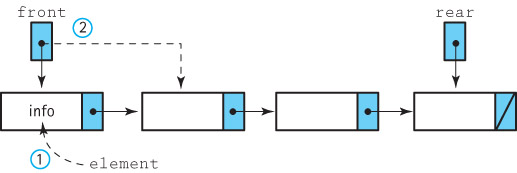 front
rear
2
info
1
element